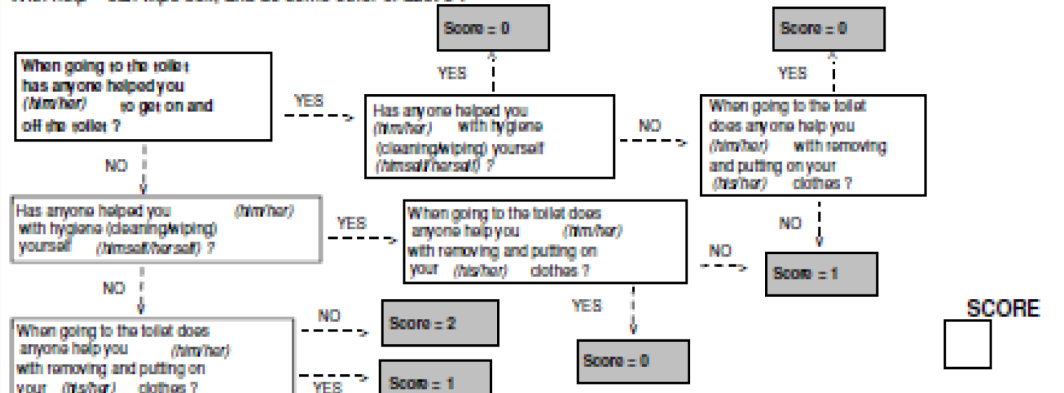 Score = 0
Score = 0
When going to the toilet
has anyone helped you
(him/her) to get on and
off the toilet ?
YES
YES
YES
Has anyone helped you
(him/her) with hygiene
(cleaning/wiping) yourself
(himself/herself) ?
NO
When going to the toilet
does anyone help you
(him/her) with removing
and putting on your
(his/her) clothes ?
NO
Has anyone helped you (him/her)
with hygiene (cleaning/wiping)
yourself (himself/herself) ?
YES
When going to the toilet does
anyone help you (him/her)
with removing and putting on
your (his/her) clothes ?
NO
NO
Score = 1
NO
YES
SCORE
When going to the toilet does
anyone help you (him/her)
with removing and putting on
your (his/her) clothes ?
NO
Score = 2
YES
Score = 1
Score = 0